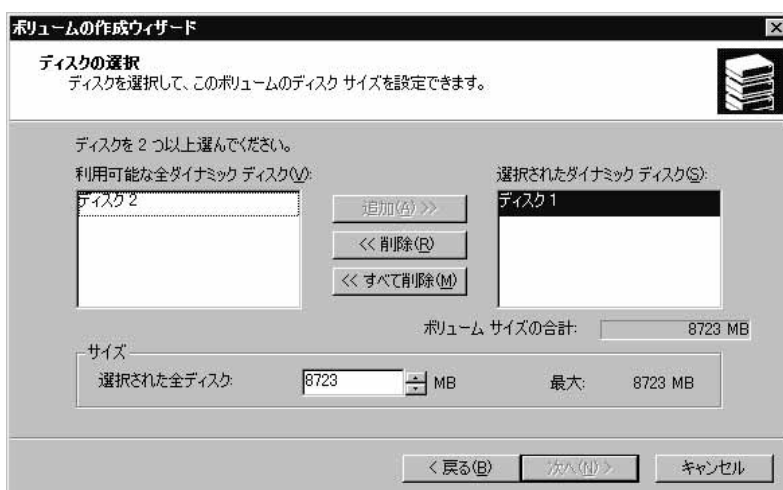 ボリュームの作成ウィザード
ディスクの選択
ディスクを選択して、このボリュームのディスク サイズを設定できます。
ディスクを 2 つ以上選んでください。
利用可能な全ダイナミック ディスク(V):
選択されたダイナミック ディスク(S):
ディスク 2
追加(A) >>
ディスク 1
<< 削除(R)
<< すべて削除(M)
ボリューム サイズの合計: 8723 MB
サイズ
選択された全ディスク: 8723 MB 最大: 8723 MB
< 戻る(B) 次へ(N) > キャンセル